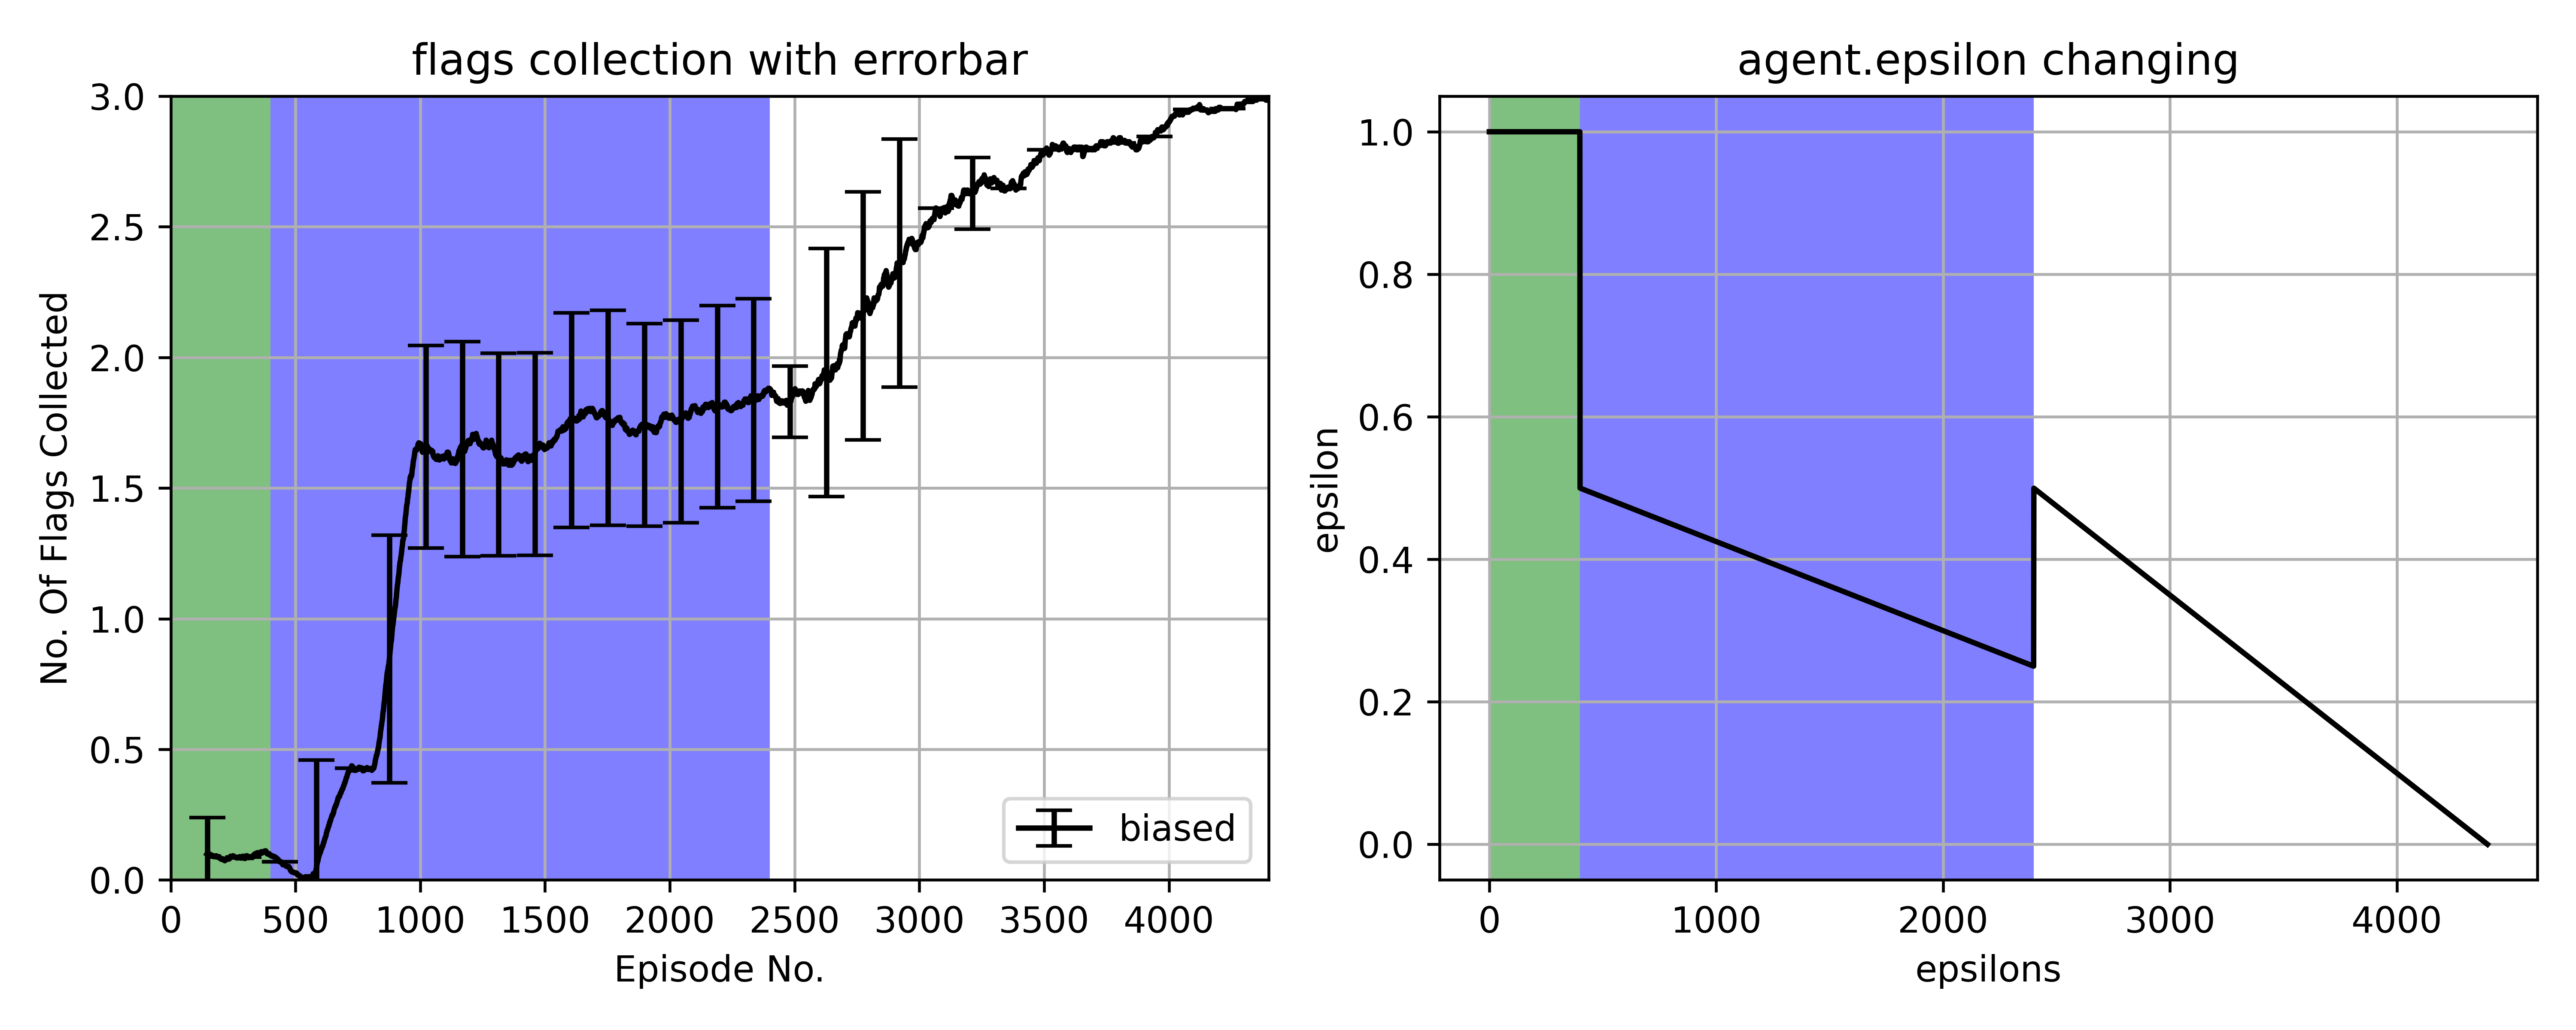 flags collection with errorbar
3.0
2.5
2.0
1.5
1.0
0.5
0.0
No. Of Flags Collected
0 500 1000 1500 2000 2500 3000 3500 4000
Episode No.
biased
agent.epsilon changing
1.0
0.8
0.6
0.4
0.2
0.0
epsilon
0 1000 2000 3000 4000
epsilons